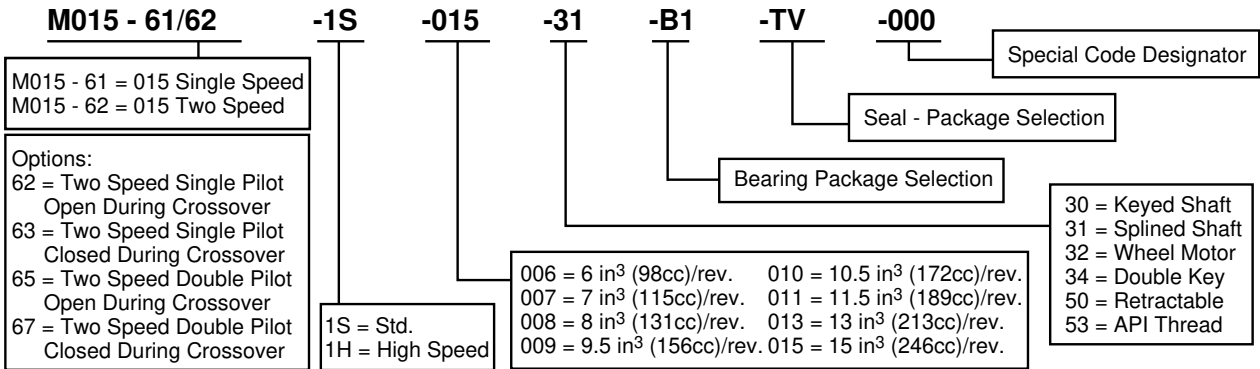 M015 - 61/62 -1S -015 -31 -B1 -TV -000
Special Code Designator
M015 - 61 = 015 Single Speed
M015 - 62 = 015 Two Speed
Seal - Package Selection
Options:
62 = Two Speed Single Pilot
Open During Crossover
63 = Two Speed Single Pilot
Closed During Crossover
65 = Two Speed Double Pilot
Open During Crossover
67 = Two Speed Double Pilot
Closed During Crossover
Bearing Package Selection
1S = Std.
1H = High Speed
006 = 6 in³ (98cc)/rev. 010 = 10.5 in³ (172cc)/rev.
007 = 7 in³ (115cc)/rev. 011 = 11.5 in³ (189cc)/rev.
008 = 8 in³ (131cc)/rev. 013 = 13 in³ (213cc)/rev.
009 = 9.5 in³ (156cc)/rev. 015 = 15 in³ (246cc)/rev.
30 = Keyed Shaft
31 = Splined Shaft
32 = Wheel Motor
34 = Double Key
50 = Retractable
53 = API Thread